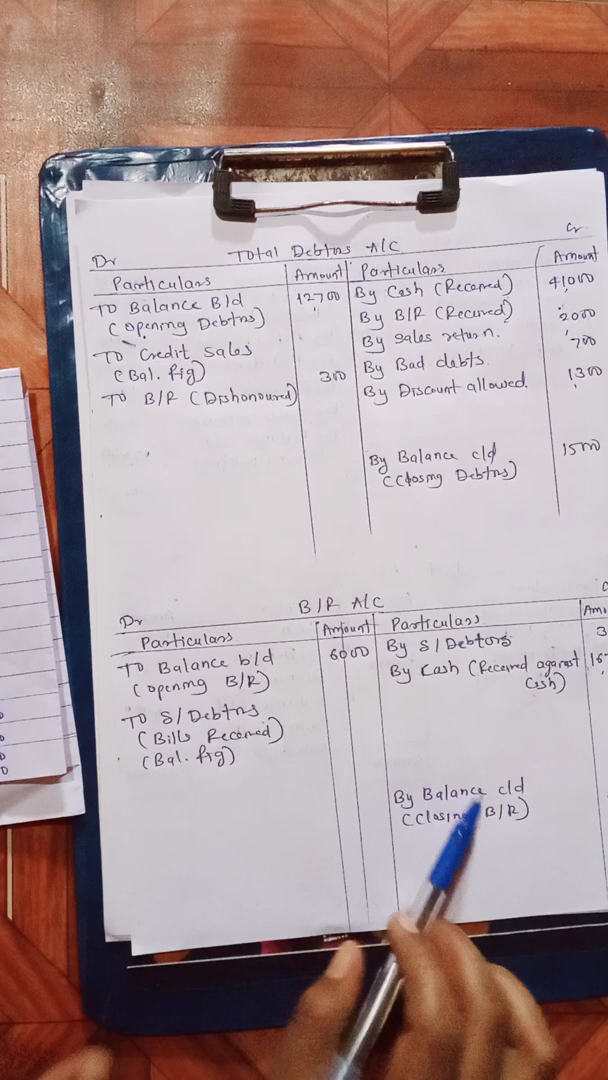 Total Debtors A/C
Dr Cr
Particulars Amount Particulars Amount
To Balance B/d 12700 By Cash (Received) 41000
(Opening Debtors) By B/R (Received)
To Credit Sales By Sales return. 2000
(Bal. fig) By Bad debts. 700
To B/R (Dishonoured) 300 By Discount allowed. 1300
By Balance c/d 1500
(Closing Debtors)
B/R A/C
Dr
Particulars Amount Particulars
To Balance b/d 6000 By S/Debtors
(Opening B/R) By Cash (Received against
Cash)
To S/Debtors
(Bills Received)
(Bal. fig)
By Balance c/d
(Closing B/R)